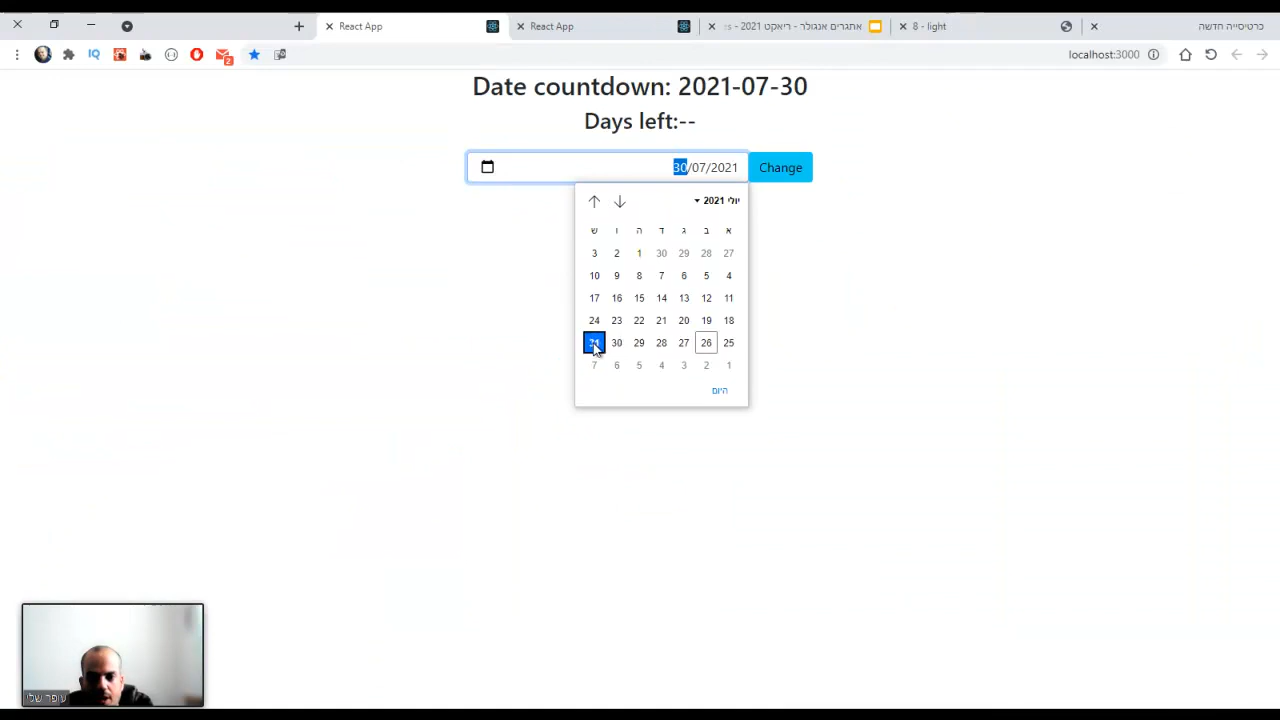 React App
React App
אתגרים אנגולר - ריאקט 2021 - s
8 - light
כרטיסייה חדשה
IQ
2
localhost:3000
Date countdown: 2021-07-30
Days left:--
30/07/2021
Change
יולי 2021
א ב ג ד ה ו ש
27 28 29 30 1 2 3
4 5 6 7 8 9 10
11 12 13 14 15 16 17
18 19 20 21 22 23 24
25 26 27 28 29 30 31
1 2 3 4 5 6 7
היום
עופר שלי